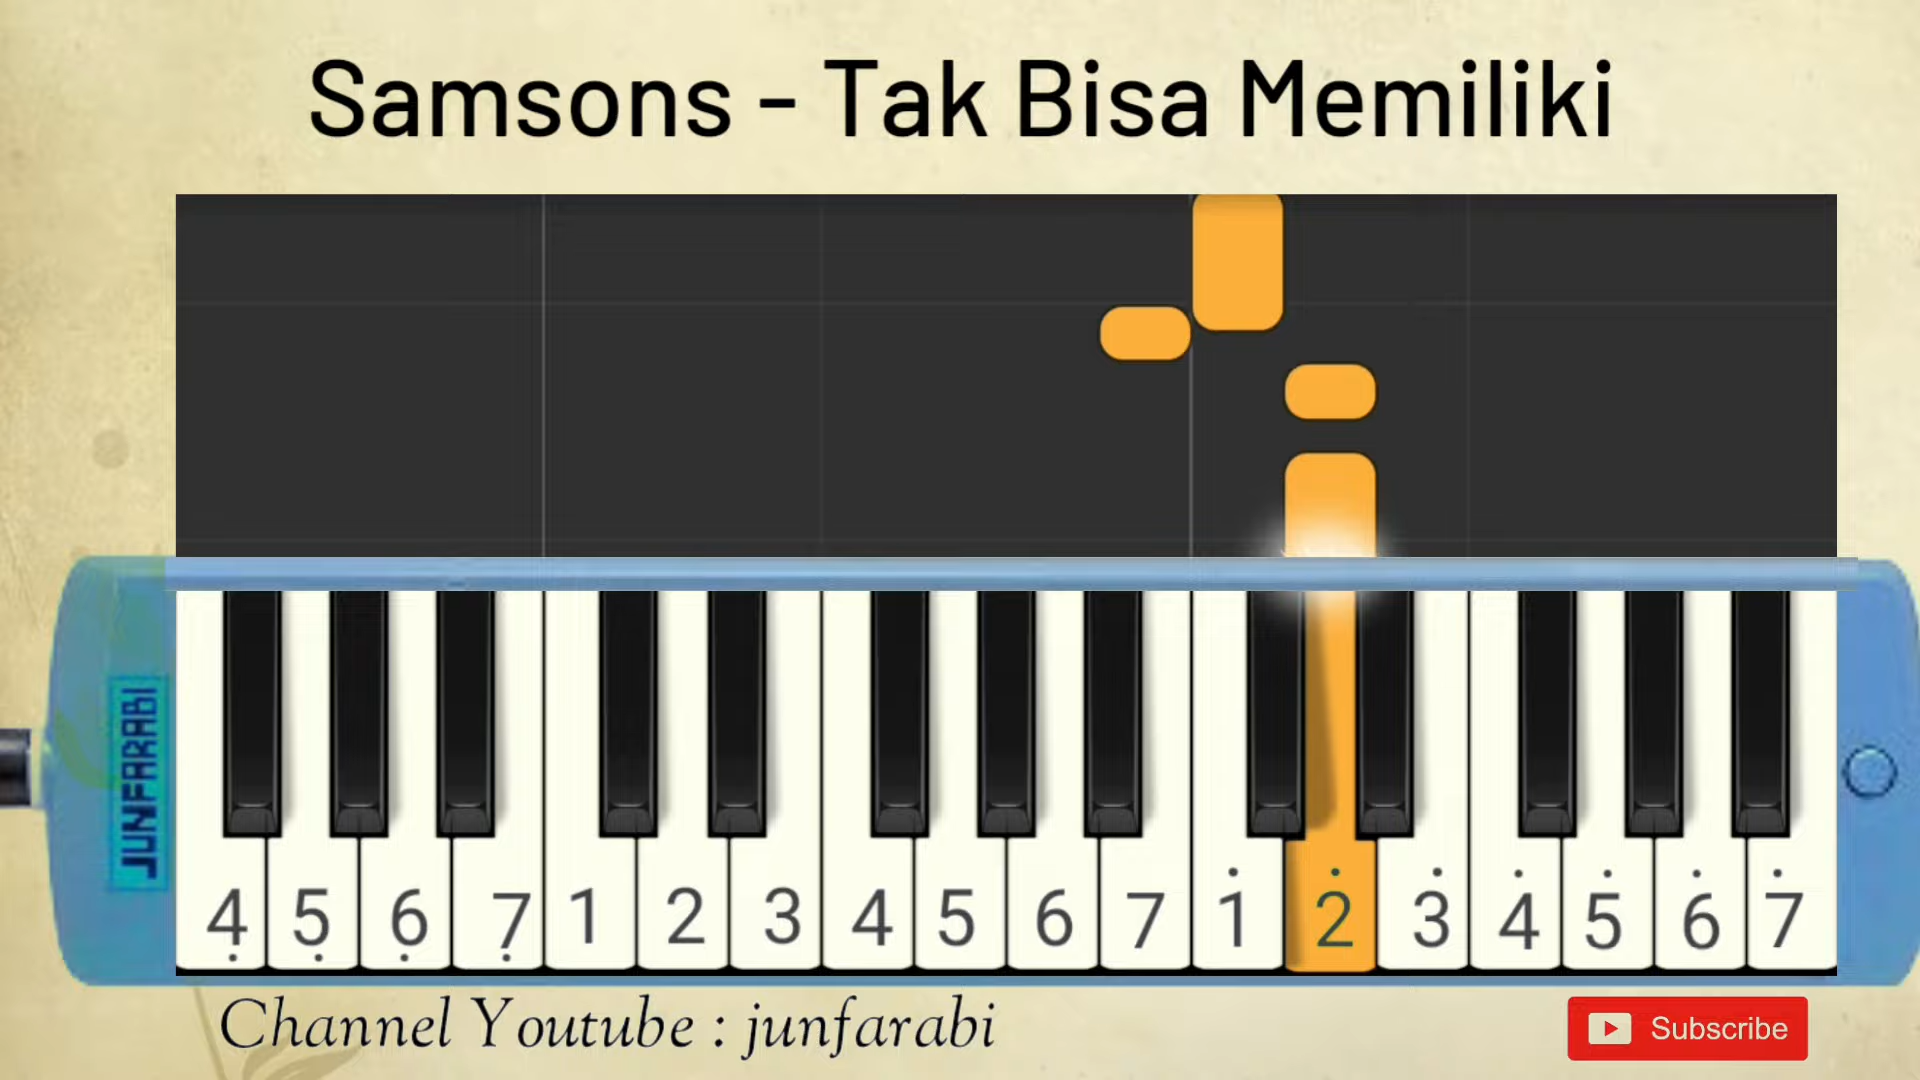 Samsons - Tak Bisa Memiliki
JUNFARABI
4̣ 5̣ 6̣ 7̣ 1 2 3 4 5 6 7 1̇ 2̇ 3̇ 4̇ 5̇ 6̇ 7̇
Channel Youtube : junfarabi
Subscribe